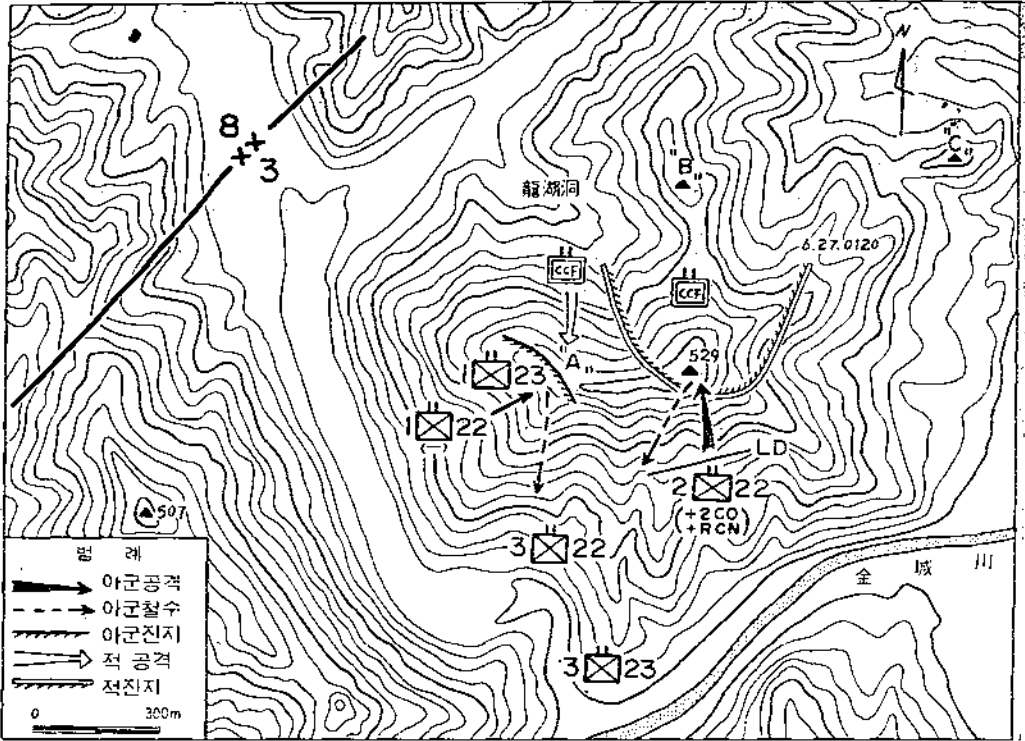 N
8
3
"C"
"B"
龍湖洞
6.27.0120
CCF
CCF
529
"A"
1 23
1 22
(-)
LD
2 22
(+2CO
+RCN)
507
3 22
金城川
3 23
범 례
아군공격
아군철수
아군진지
적 공격
적진지
0 300m